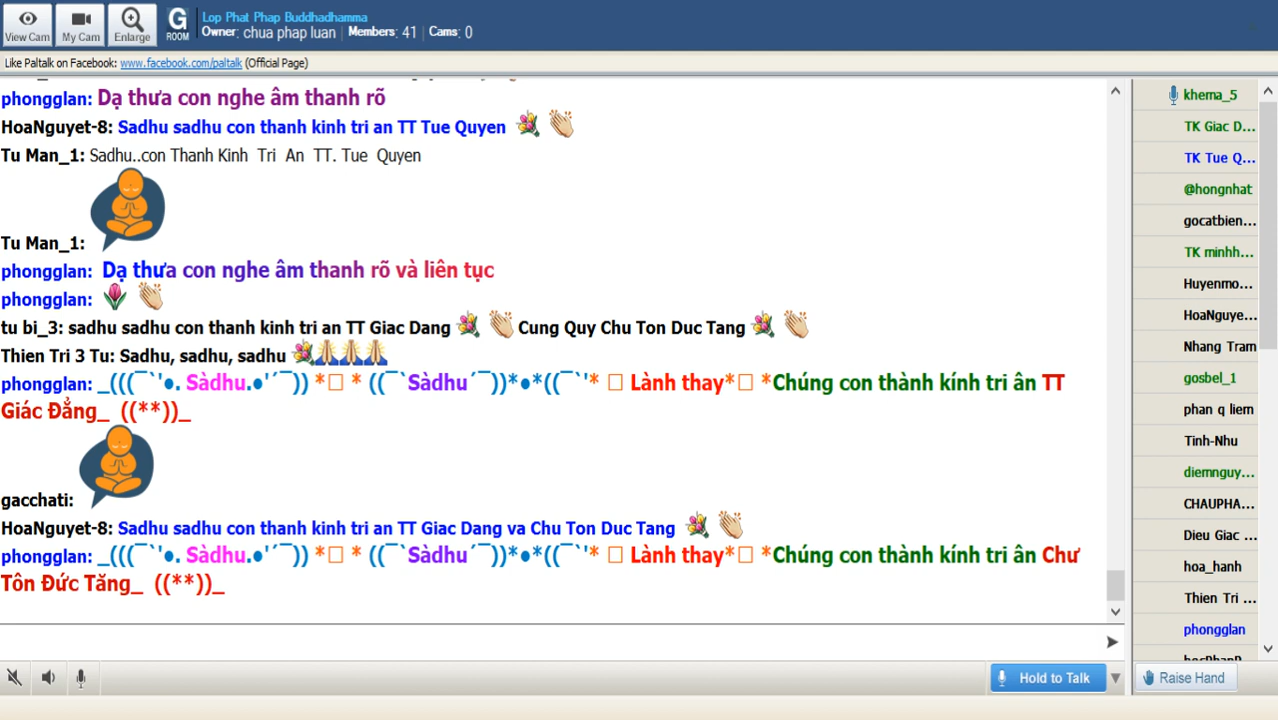 Lop Phat Phap Buddhadhamma
View Cam My Cam Enlarge G ROOM Owner: chua phap luan | Members: 41 | Cams: 0
Like Paltalk on Facebook: www.facebook.com/paltalk (Official Page)
phongglan: Dạ thưa con nghe âm thanh rõ
HoaNguyet-8: Sadhu sadhu con thanh kinh tri an TT Tue Quyen
Tu Man_1: Sadhu..con Thanh Kinh Tri An TT. Tue Quyen
Tu Man_1:
phongglan: Dạ thưa con nghe âm thanh rõ và liên tục
phongglan:
tu bi_3: sadhu sadhu con thanh kinh tri an TT Giac Dang Cung Quy Chu Ton Duc Tang
Thien Tri 3 Tu: Sadhu, sadhu, sadhu
phongglan: _(((¯`'●. Sàdhu.●'´¯)) *□ * ((¯`Sàdhu´¯))*●*((¯`'* □ Lành thay*□ *Chúng con thành kính tri ân TT
Giác Đẳng_ ((**))_
gacchati:
HoaNguyet-8: Sadhu sadhu con thanh kinh tri an TT Giac Dang va Chu Ton Duc Tang
phongglan: _(((¯`'●. Sàdhu.●'´¯)) *□ * ((¯`Sàdhu´¯))*●*((¯`'* □ Lành thay*□ *Chúng con thành kính tri ân Chư
Tôn Đức Tăng_ ((**))_
khema_5
TK Giac D...
TK Tue Q...
@hongnhat
gocatbien...
TK minhh...
Huyenmo...
HoaNguye...
Nhang Tram
gosbel_1
phan q liem
Tinh-Nhu
diemnguy...
CHAUPHA...
Dieu Giac ...
hoa_hanh
Thien Tri ...
phongglan
Hold to Talk
Raise Hand